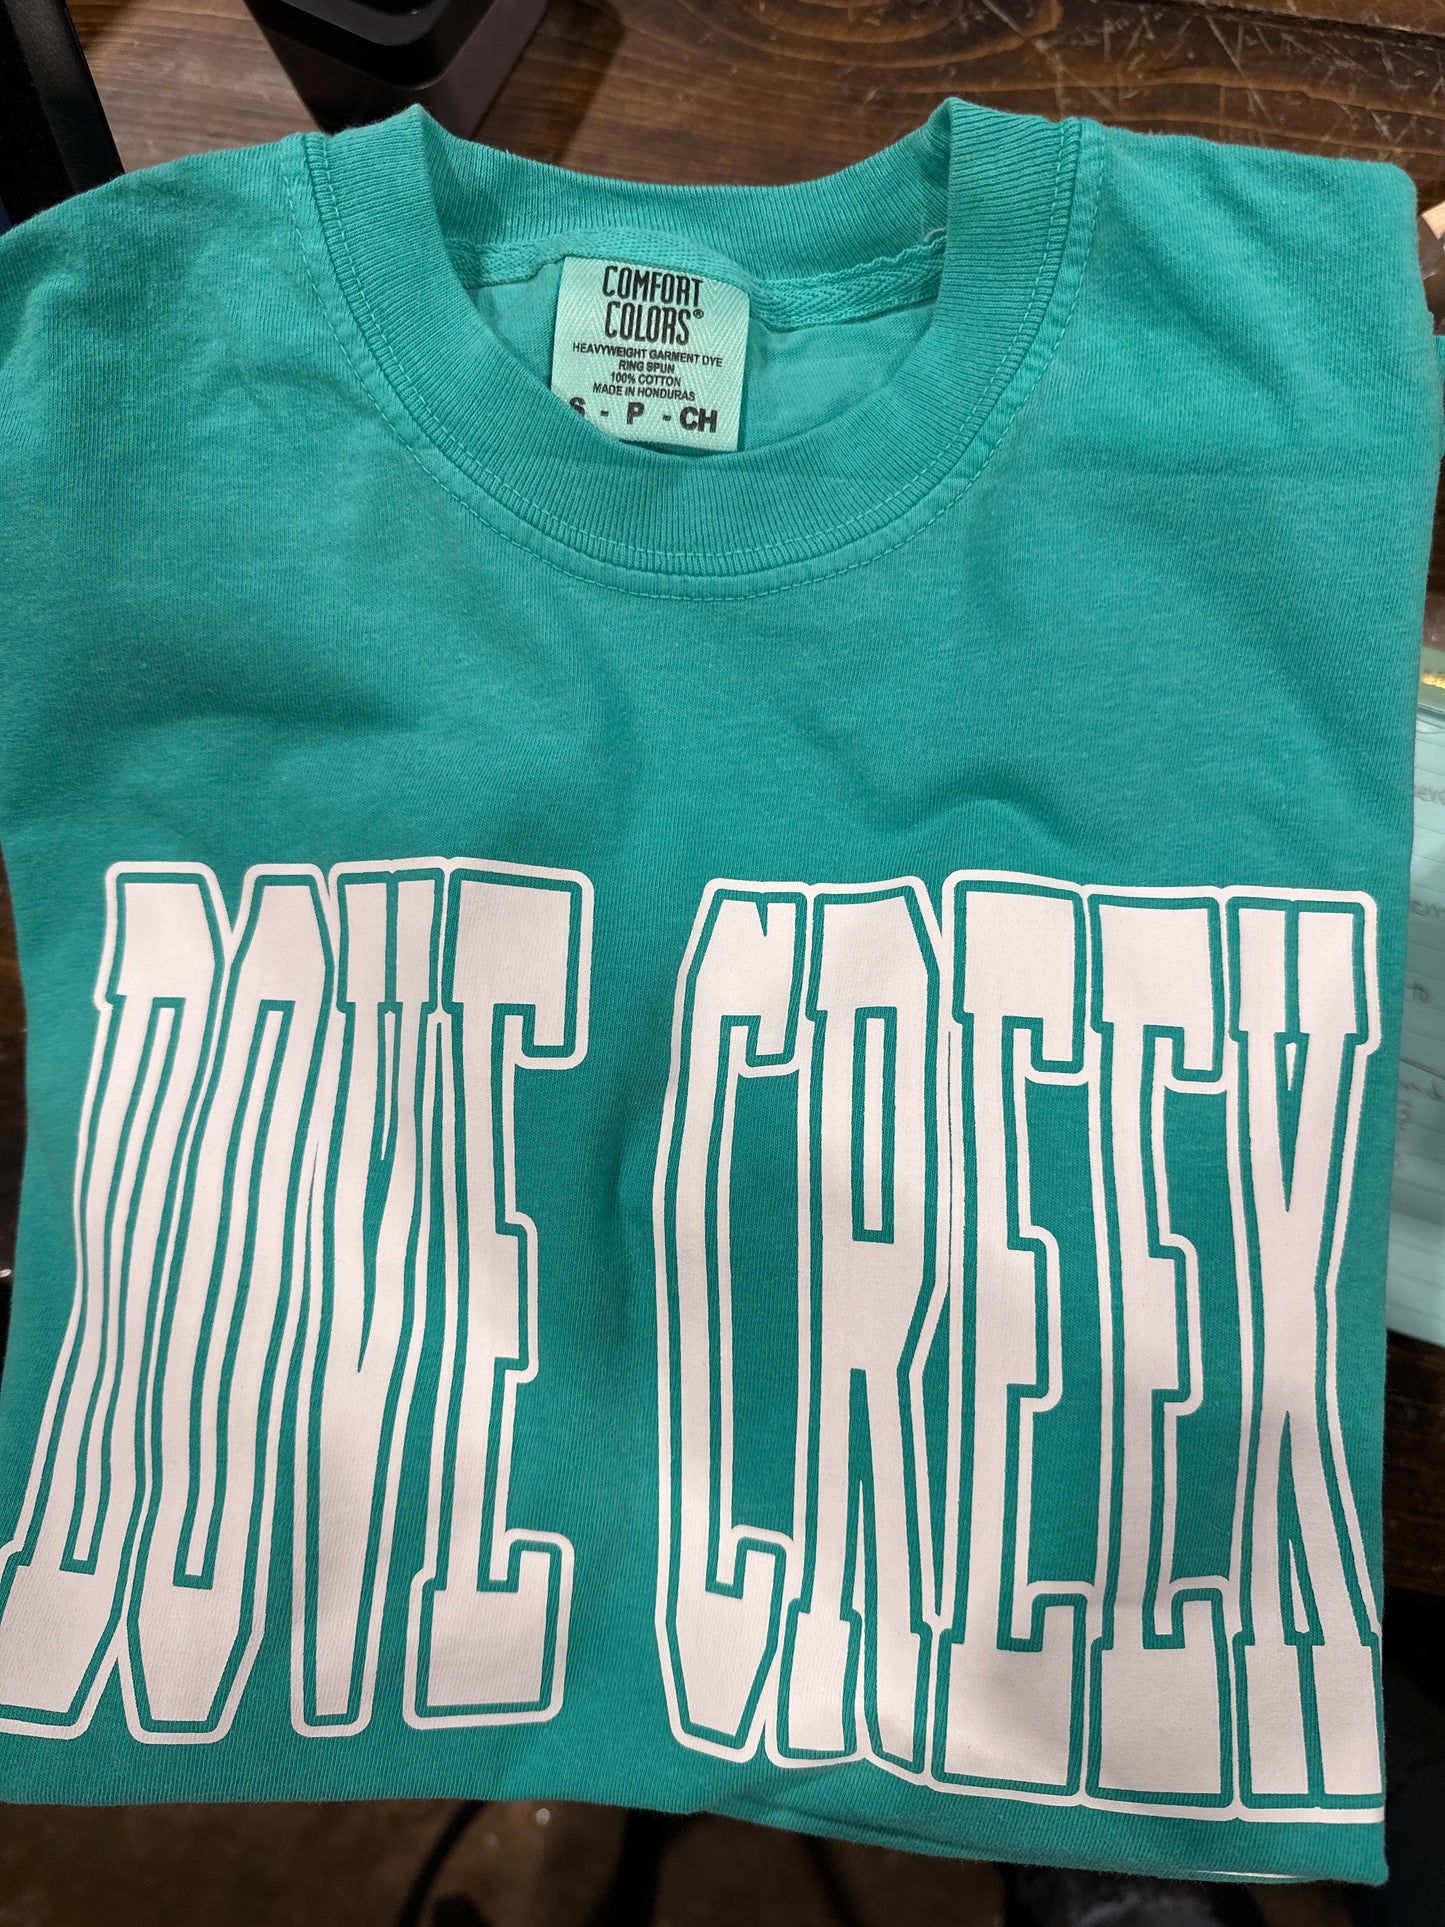 COMFORT
COLORS®
HEAVYWEIGHT GARMENT DYE
RING SPUN
100% COTTON
MADE IN HONDURAS
S - P - CH
DOVE CREEK